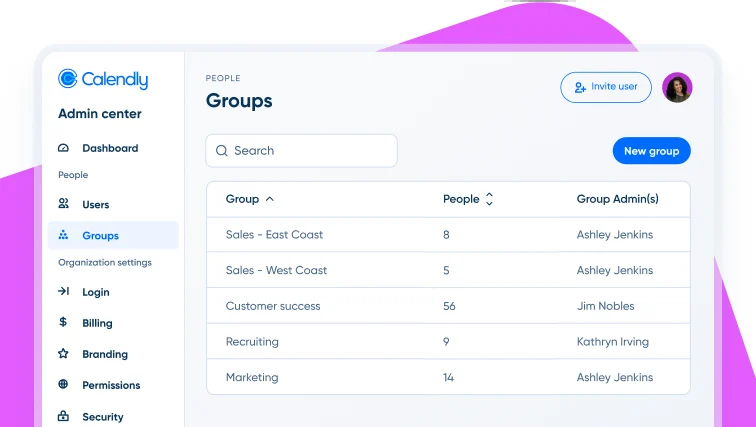 Calendly
Admin center
Dashboard
People
Users
Groups
Organization settings
Login
Billing
Branding
Permissions
Security
PEOPLE
Groups
Invite user
Search
New group
Group People Group Admin(s)
Sales - East Coast 8 Ashley Jenkins
Sales - West Coast 5 Ashley Jenkins
Customer success 56 Jim Nobles
Recruiting 9 Kathryn Irving
Marketing 14 Ashley Jenkins